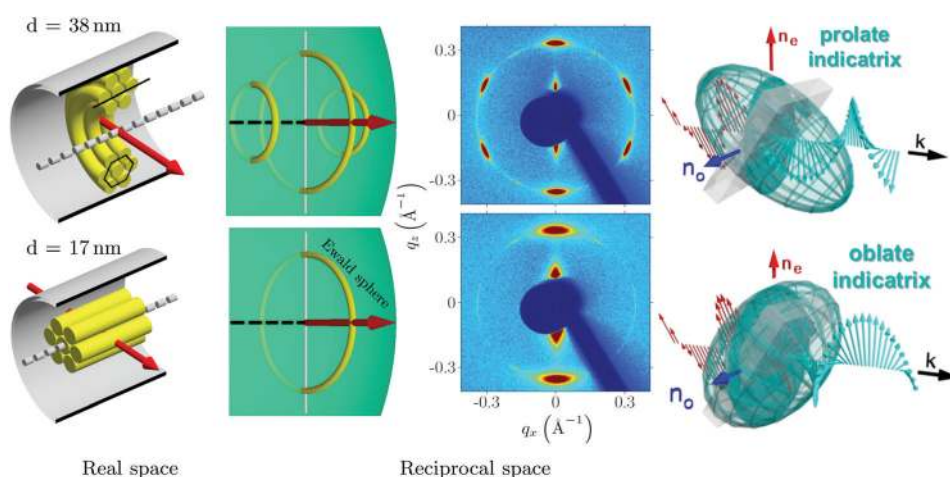 d = 38 nm
d = 17 nm
Real space
Ewald sphere
Reciprocal space
0.3
0
-0.3
0.3
0
-0.3
q_z (Å⁻¹)
-0.3 0 0.3
q_x (Å⁻¹)
n_e
prolate
indicatrix
k
n_o
n_e
oblate
indicatrix
k
n_o